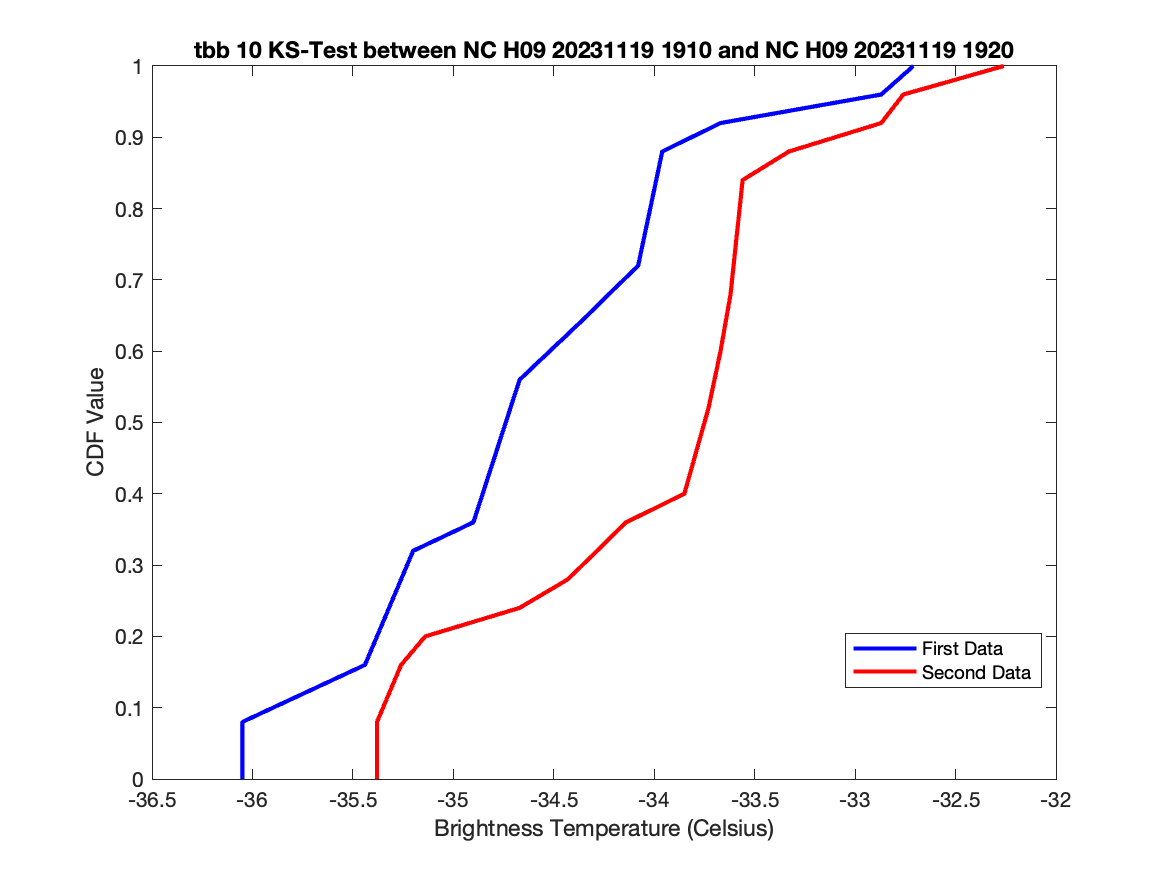 tbb 10 KS-Test between NC H09 20231119 1910 and NC H09 20231119 1920
1
0.9
0.8
0.7
0.6
0.5
0.4
0.3
0.2
0.1
0
CDF Value
First Data
Second Data
-36.5 -36 -35.5 -35 -34.5 -34 -33.5 -33 -32.5 -32
Brightness Temperature (Celsius)